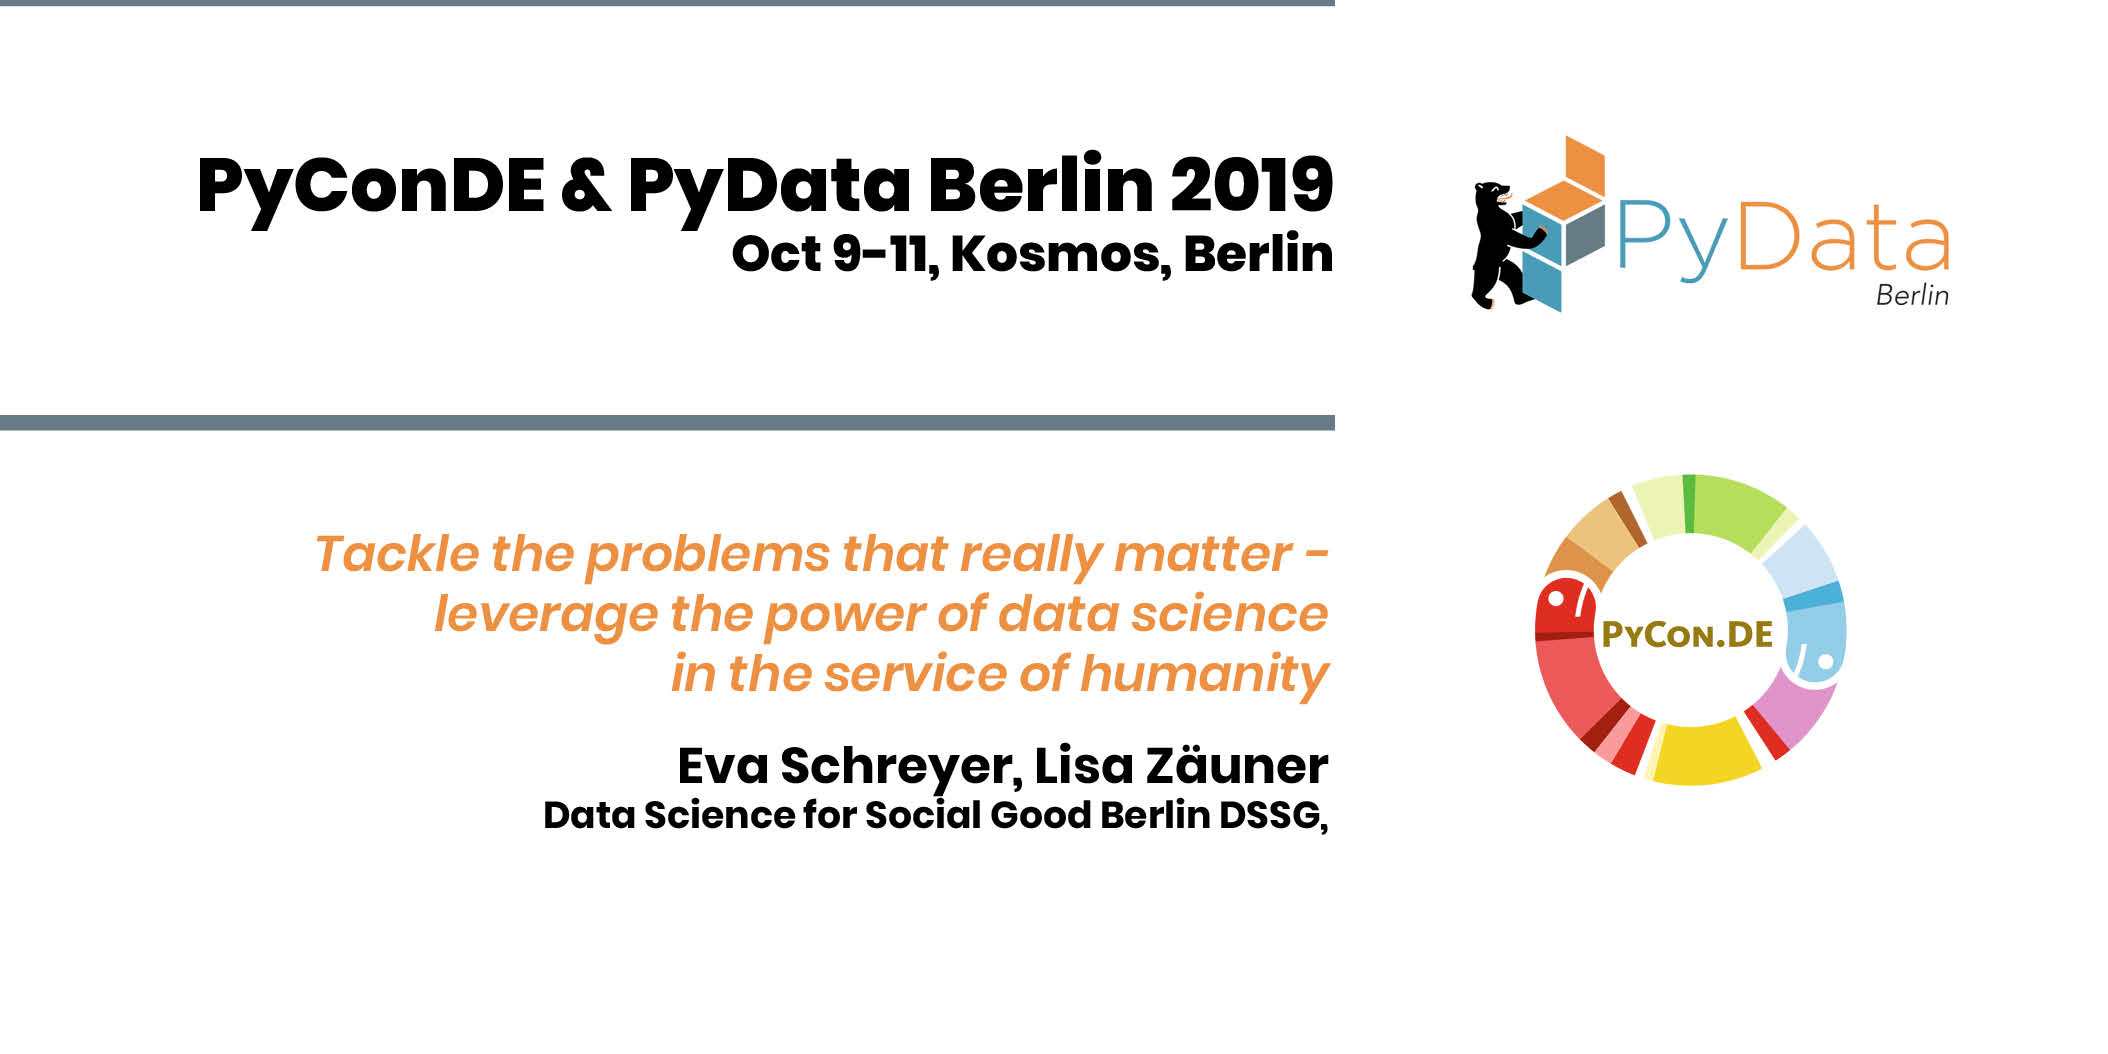 PyConDE & PyData Berlin 2019
Oct 9-11, Kosmos, Berlin
PyData
Berlin
Tackle the problems that really matter -
leverage the power of data science
in the service of humanity
PyCon.DE
Eva Schreyer, Lisa Zäuner
Data Science for Social Good Berlin DSSG,